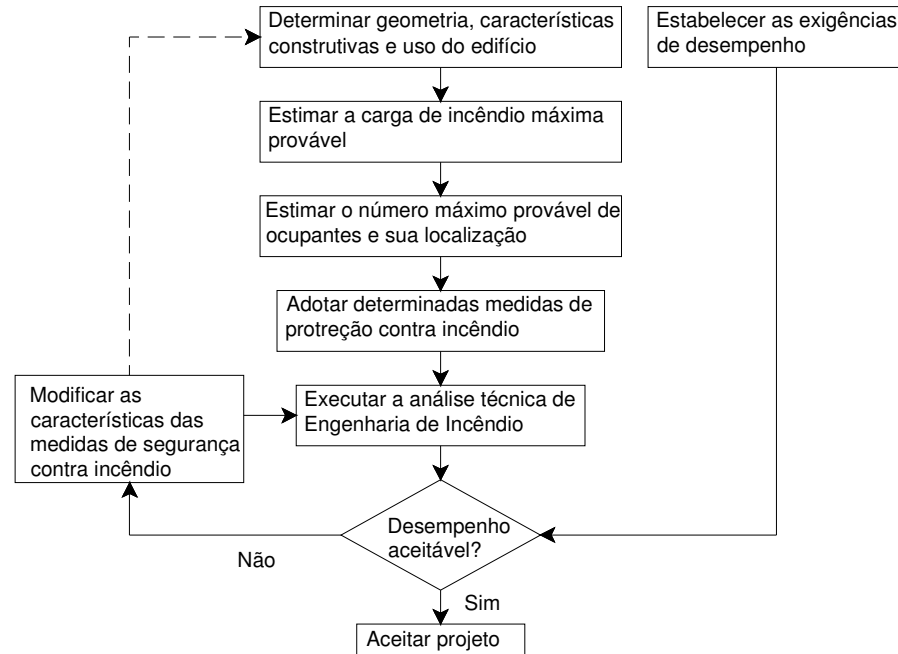 Determinar geometria, características
construtivas e uso do edifício
Estabelecer as exigências
de desempenho
Estimar a carga de incêndio máxima
provável
Estimar o número máximo provável de
ocupantes e sua localização
Adotar determinadas medidas de
protreção contra incêndio
Modificar as
características das
medidas de segurança
contra incêndio
Executar a análise técnica de
Engenharia de Incêndio
Desempenho
aceitável?
Não
Sim
Aceitar projeto